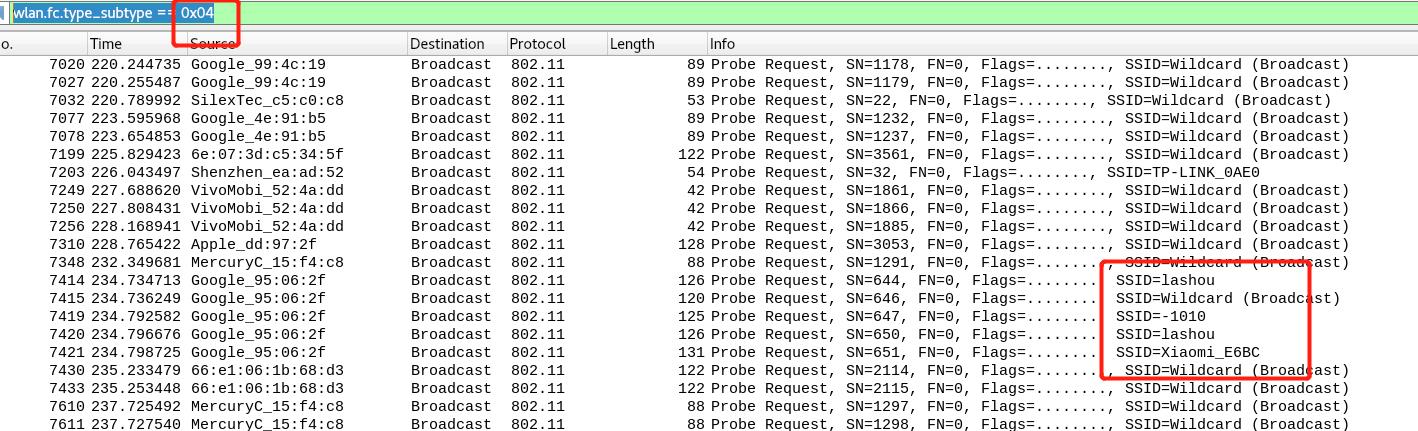 wlan.fc.type_subtype == 0x04
o. Time Source Destination Protocol Length Info
7020 220.244735 Google_99:4c:19 Broadcast 802.11 89 Probe Request, SN=1178, FN=0, Flags=........, SSID=Wildcard (Broadcast)
7027 220.255487 Google_99:4c:19 Broadcast 802.11 89 Probe Request, SN=1179, FN=0, Flags=........, SSID=Wildcard (Broadcast)
7032 220.789992 SilexTec_c5:c0:c8 Broadcast 802.11 53 Probe Request, SN=22, FN=0, Flags=........, SSID=Wildcard (Broadcast)
7077 223.595968 Google_4e:91:b5 Broadcast 802.11 89 Probe Request, SN=1232, FN=0, Flags=........, SSID=Wildcard (Broadcast)
7078 223.654853 Google_4e:91:b5 Broadcast 802.11 89 Probe Request, SN=1237, FN=0, Flags=........, SSID=Wildcard (Broadcast)
7199 225.829423 6e:07:3d:c5:34:5f Broadcast 802.11 122 Probe Request, SN=3561, FN=0, Flags=........, SSID=Wildcard (Broadcast)
7203 226.043497 Shenzhen_ea:ad:52 Broadcast 802.11 54 Probe Request, SN=32, FN=0, Flags=........, SSID=TP-LINK_0AE0
7249 227.688620 VivoMobi_52:4a:dd Broadcast 802.11 42 Probe Request, SN=1861, FN=0, Flags=........, SSID=Wildcard (Broadcast)
7250 227.808431 VivoMobi_52:4a:dd Broadcast 802.11 42 Probe Request, SN=1866, FN=0, Flags=........, SSID=Wildcard (Broadcast)
7256 228.168941 VivoMobi_52:4a:dd Broadcast 802.11 42 Probe Request, SN=1885, FN=0, Flags=........, SSID=Wildcard (Broadcast)
7310 228.765422 Apple_dd:97:2f Broadcast 802.11 128 Probe Request, SN=3053, FN=0, Flags=........, SSID=Wildcard (Broadcast)
7348 232.349681 MercuryC_15:f4:c8 Broadcast 802.11 88 Probe Request, SN=1291, FN=0, Flags=........, SSID=Wildcard (Broadcast)
7414 234.734713 Google_95:06:2f Broadcast 802.11 126 Probe Request, SN=644, FN=0, Flags=........ SSID=lashou
7415 234.736249 Google_95:06:2f Broadcast 802.11 120 Probe Request, SN=646, FN=0, Flags=........ SSID=Wildcard (Broadcast)
7419 234.792582 Google_95:06:2f Broadcast 802.11 125 Probe Request, SN=647, FN=0, Flags=........ SSID=-1010
7420 234.796676 Google_95:06:2f Broadcast 802.11 126 Probe Request, SN=650, FN=0, Flags=........ SSID=lashou
7421 234.798725 Google_95:06:2f Broadcast 802.11 131 Probe Request, SN=651, FN=0, Flags=........ SSID=Xiaomi_E6BC
7430 235.233479 66:e1:06:1b:68:d3 Broadcast 802.11 122 Probe Request, SN=2114, FN=0, Flags=........, SSID=Wildcard (Broadcast)
7433 235.253448 66:e1:06:1b:68:d3 Broadcast 802.11 122 Probe Request, SN=2115, FN=0, Flags=........, SSID=Wildcard (Broadcast)
7610 237.725492 MercuryC_15:f4:c8 Broadcast 802.11 88 Probe Request, SN=1297, FN=0, Flags=........, SSID=Wildcard (Broadcast)
7611 237.727540 MercuryC_15:f4:c8 Broadcast 802.11 88 Probe Request, SN=1298, FN=0, Flags=........, SSID=Wildcard (Broadcast)